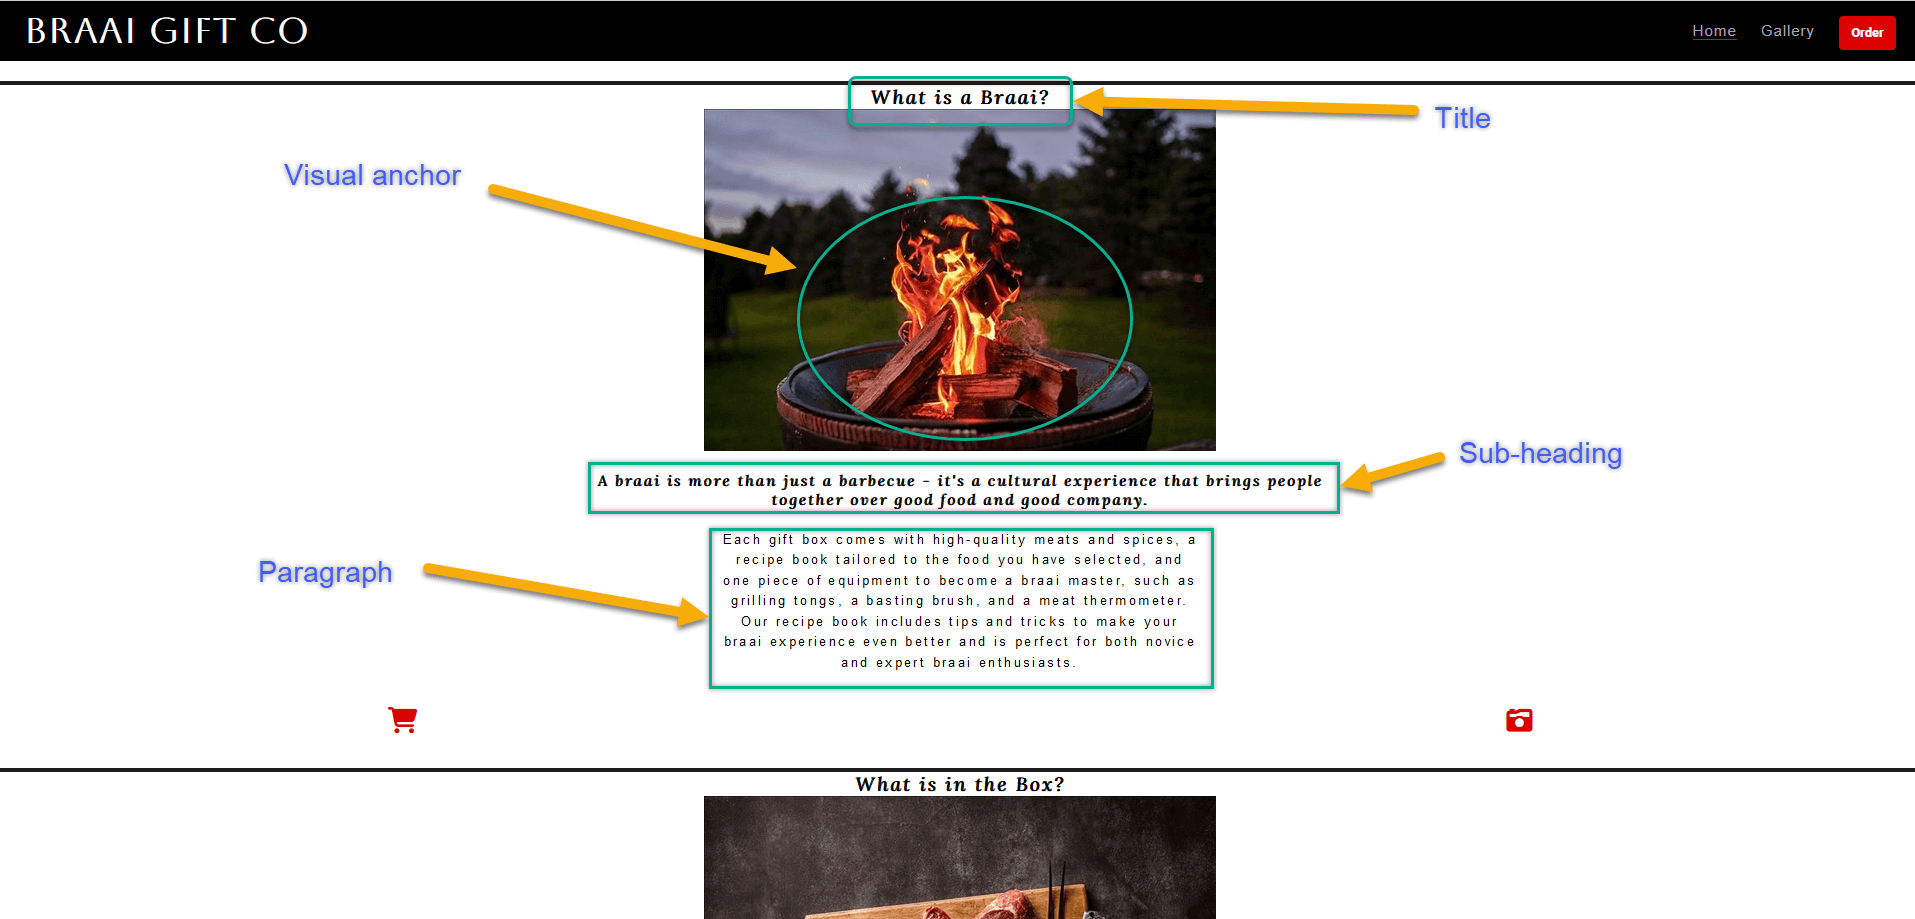 BRAAI GIFT CO
Home
Gallery
Order
What is a Braai?
Title
Visual anchor
Sub-heading
A braai is more than just a barbecue - it's a cultural experience that brings people
together over good food and good company.
Paragraph
Each gift box comes with high-quality meats and spices, a
recipe book tailored to the food you have selected, and
one piece of equipment to become a braai master, such as
grilling tongs, a basting brush, and a meat thermometer.
Our recipe book includes tips and tricks to make your
braai experience even better and is perfect for both novice
and expert braai enthusiasts.
What is in the Box?